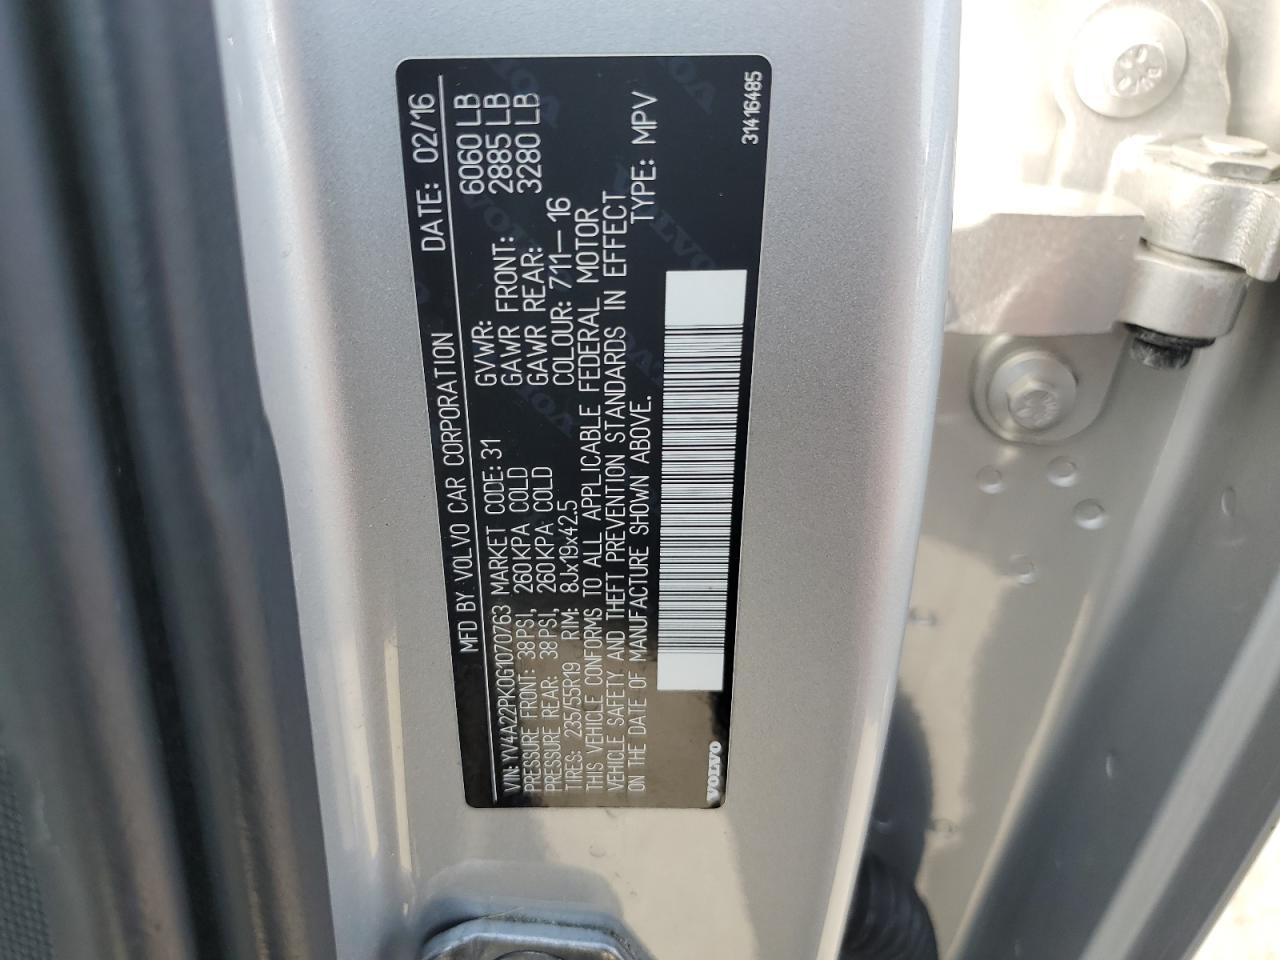 MFD BY VOLVO CAR CORPORATION DATE: 02/16
VIN: YV4A22PK0G1070763 MARKET CODE: 31 GVWR: 6060 LB
PRESSURE FRONT: 38PSI, 260KPA COLD GAWR FRONT: 2885 LB
PRESSURE REAR: 38PSI, 260KPA COLD GAWR REAR: 3280 LB
TIRES: 235/55R19 RIM: 8Jx19x42.5 COLOUR: 711-16
THIS VEHICLE CONFORMS TO ALL APPLICABLE FEDERAL MOTOR
VEHICLE SAFETY AND THEFT PREVENTION STANDARDS IN EFFECT
ON THE DATE OF MANUFACTURE SHOWN ABOVE. TYPE: MPV
VOLVO 31416485